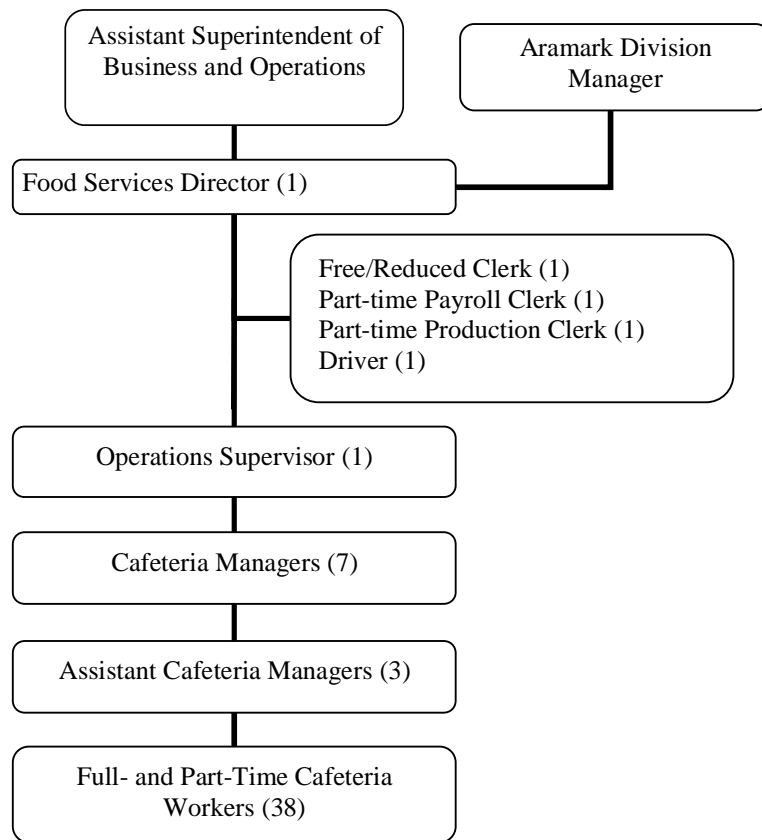 Assistant Superintendent of
Business and Operations
Aramark Division
Manager
Food Services Director (1)
Free/Reduced Clerk (1)
Part-time Payroll Clerk (1)
Part-time Production Clerk (1)
Driver (1)
Operations Supervisor (1)
Cafeteria Managers (7)
Assistant Cafeteria Managers (3)
Full- and Part-Time Cafeteria
Workers (38)